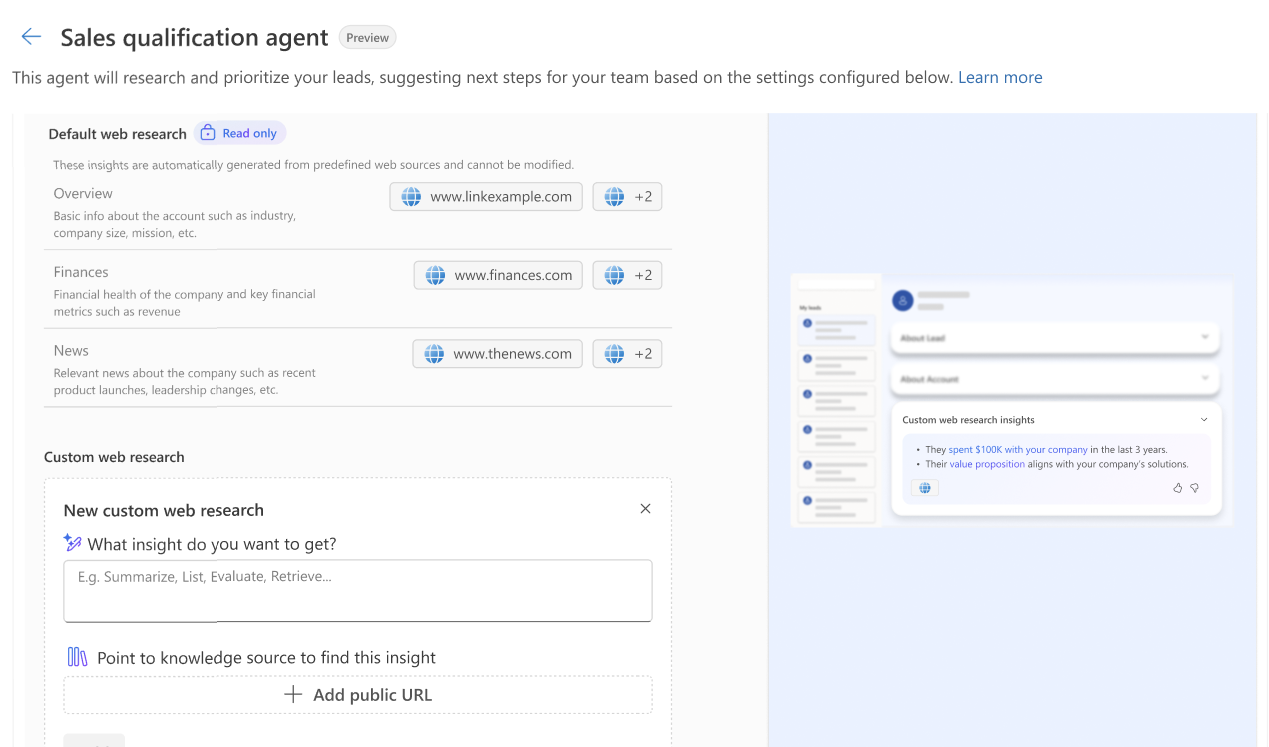 Sales qualification agent Preview
This agent will research and prioritize your leads, suggesting next steps for your team based on the settings configured below. Learn more
Default web research Read only
These insights are automatically generated from predefined web sources and cannot be modified.
Overview
Basic info about the account such as industry,
company size, mission, etc.
www.linkexample.com +2
Finances
Financial health of the company and key financial
metrics such as revenue
www.finances.com +2
News
Relevant news about the company such as recent
product launches, leadership changes, etc.
www.thenews.com +2
Custom web research
New custom web research
What insight do you want to get?
E.g. Summarize, List, Evaluate, Retrieve...
Point to knowledge source to find this insight
Add public URL
My leads
About Lead
About Account
Custom web research insights
• They spent $100K with your company in the last 3 years.
• Their value proposition aligns with your company's solutions.